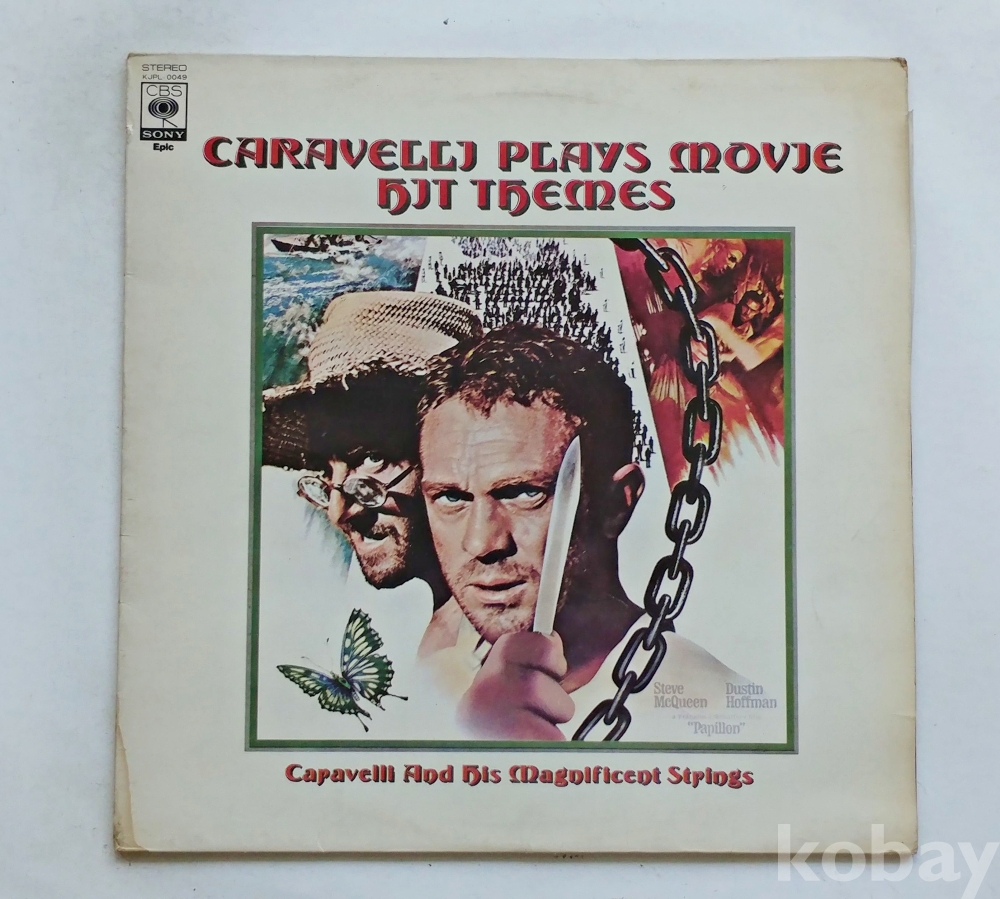 STEREO
KJPL 0049
CBS
SONY
Epic
CARAVELLI PLAYS MOVIE
HIT THEMES
Steve McQueen
Dustin Hoffman
"Papillon"
Caravelli And His Magnificent Strings
kobay